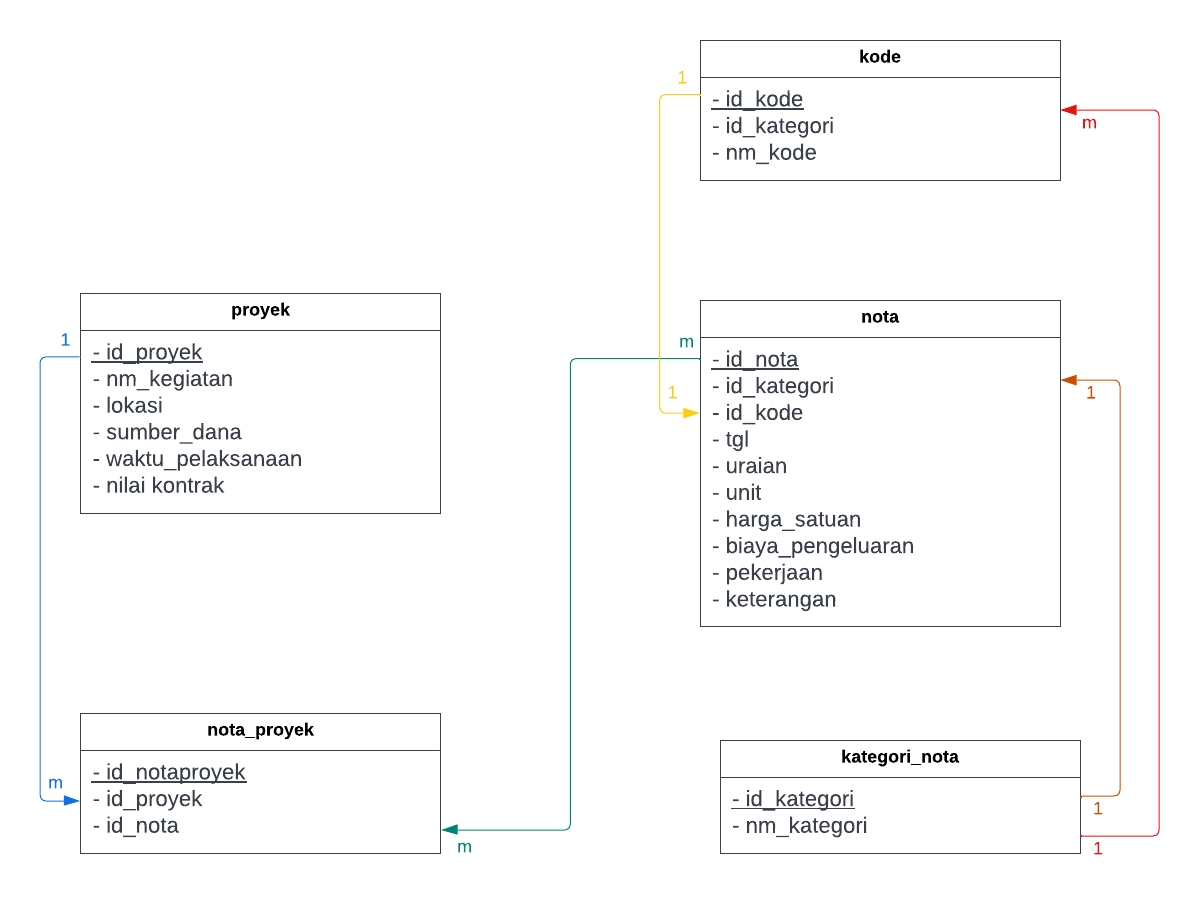 kode
- id_kode
- id_kategori
- nm_kode
1
m
proyek
- id_proyek
- nm_kegiatan
- lokasi
- sumber_dana
- waktu_pelaksanaan
- nilai kontrak
1
m
nota
- id_nota
- id_kategori
- id_kode
- tgl
- uraian
- unit
- harga_satuan
- biaya_pengeluaran
- pekerjaan
- keterangan
m
1
1
nota_proyek
- id_notaproyek
- id_proyek
- id_nota
m
kategori_nota
- id_kategori
- nm_kategori
1
1